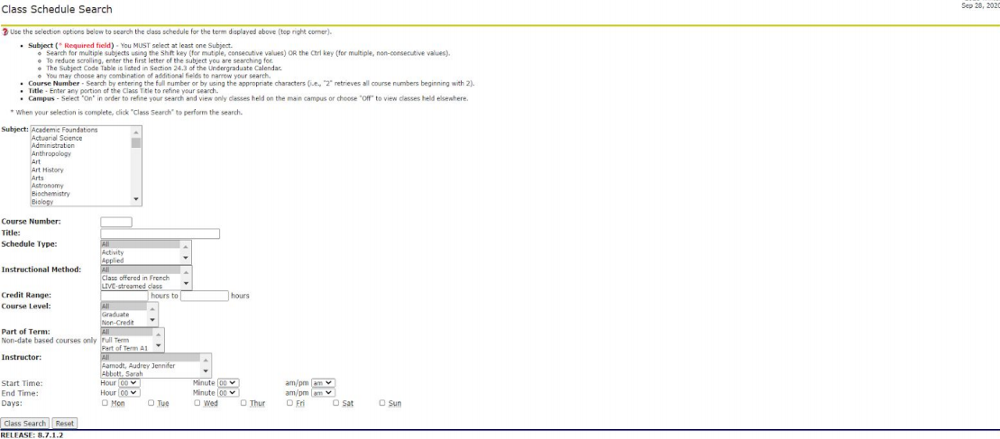 Class Schedule Search
Sep 28, 2020
Use the selection options below to search the class schedule for the term displayed above (top right corner).
Subject (* Required field) - You MUST select at least one Subject.
Search for multiple subjects using the Shift key (for mutiple, consecutive values) OR the Ctrl key (for multiple, non-consecutive values).
To reduce scrolling, enter the first letter of the subject you are searching for.
The Subject Code Table is listed in Section 24.3 of the Undergraduate Calendar.
You may choose any combination of additional fields to narrow your search.
Course Number - Search by entering the full number or by using the appropriate characters (i.e., "2" retrieves all course numbers beginning with 2).
Title - Enter any portion of the Class Title to refine your search.
Campus - Select "On" in order to refine your search and view only classes held on the main campus or choose "Off" to view classes held elsewhere.
* When your selection is complete, click "Class Search" to perform the search.
Subject: Academic Foundations
Actuarial Science
Administration
Anthropology
Art
Art History
Arts
Astronomy
Biochemistry
Biology
Course Number:
Title:
Schedule Type: All
Activity
Applied
Instructional Method: All
Class offered in French
LIVE-streamed class
Credit Range: hours to hours
Course Level: All
Graduate
Non-Credit
Part of Term: All
Non-date based courses only Full Term
Part of Term A1
Instructor: All
Aamodt, Audrey Jennifer
Abbott, Sarah
Start Time: Hour 00 Minute 00 am/pm am
End Time: Hour 00 Minute 00 am/pm am
Days: Mon Tue Wed Thur Fri Sat Sun
Class Search Reset
RELEASE: 8.7.1.2